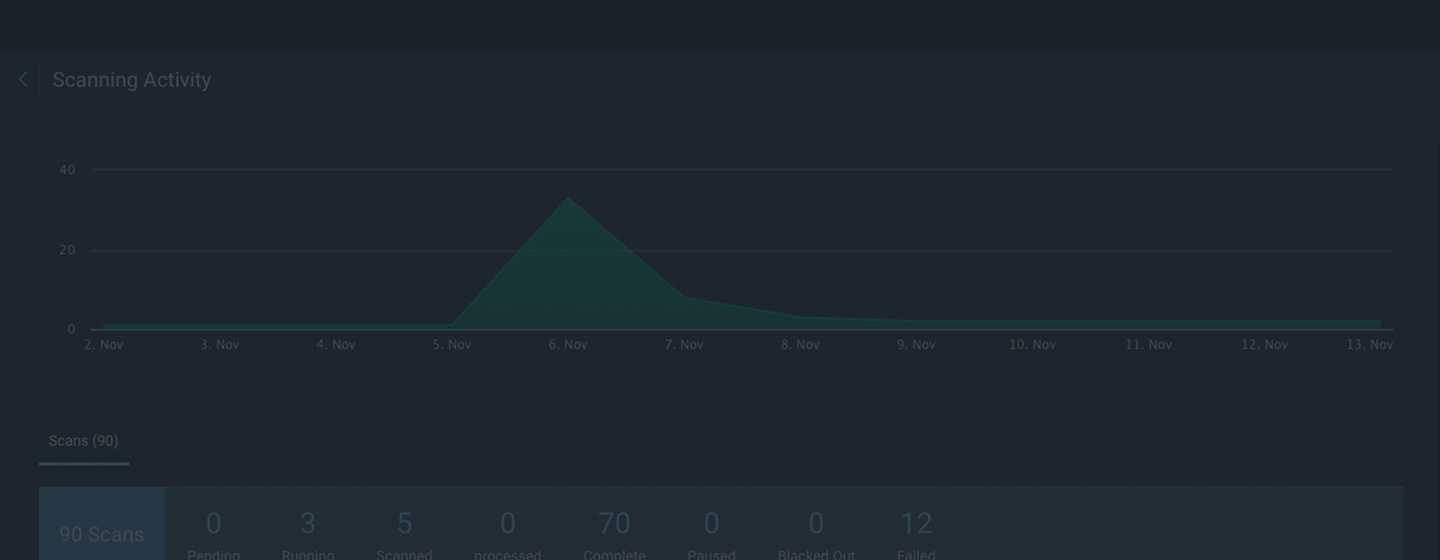 Scanning Activity
40
20
0
2. Nov 3. Nov 4. Nov 5. Nov 6. Nov 7. Nov 8. Nov 9. Nov 10. Nov 11. Nov 12. Nov 13. Nov
Scans (90)
90 Scans
0 3 5 0 70 0 0 12
Pending Running Scanned processed Complete Paused Blacked Out Failed